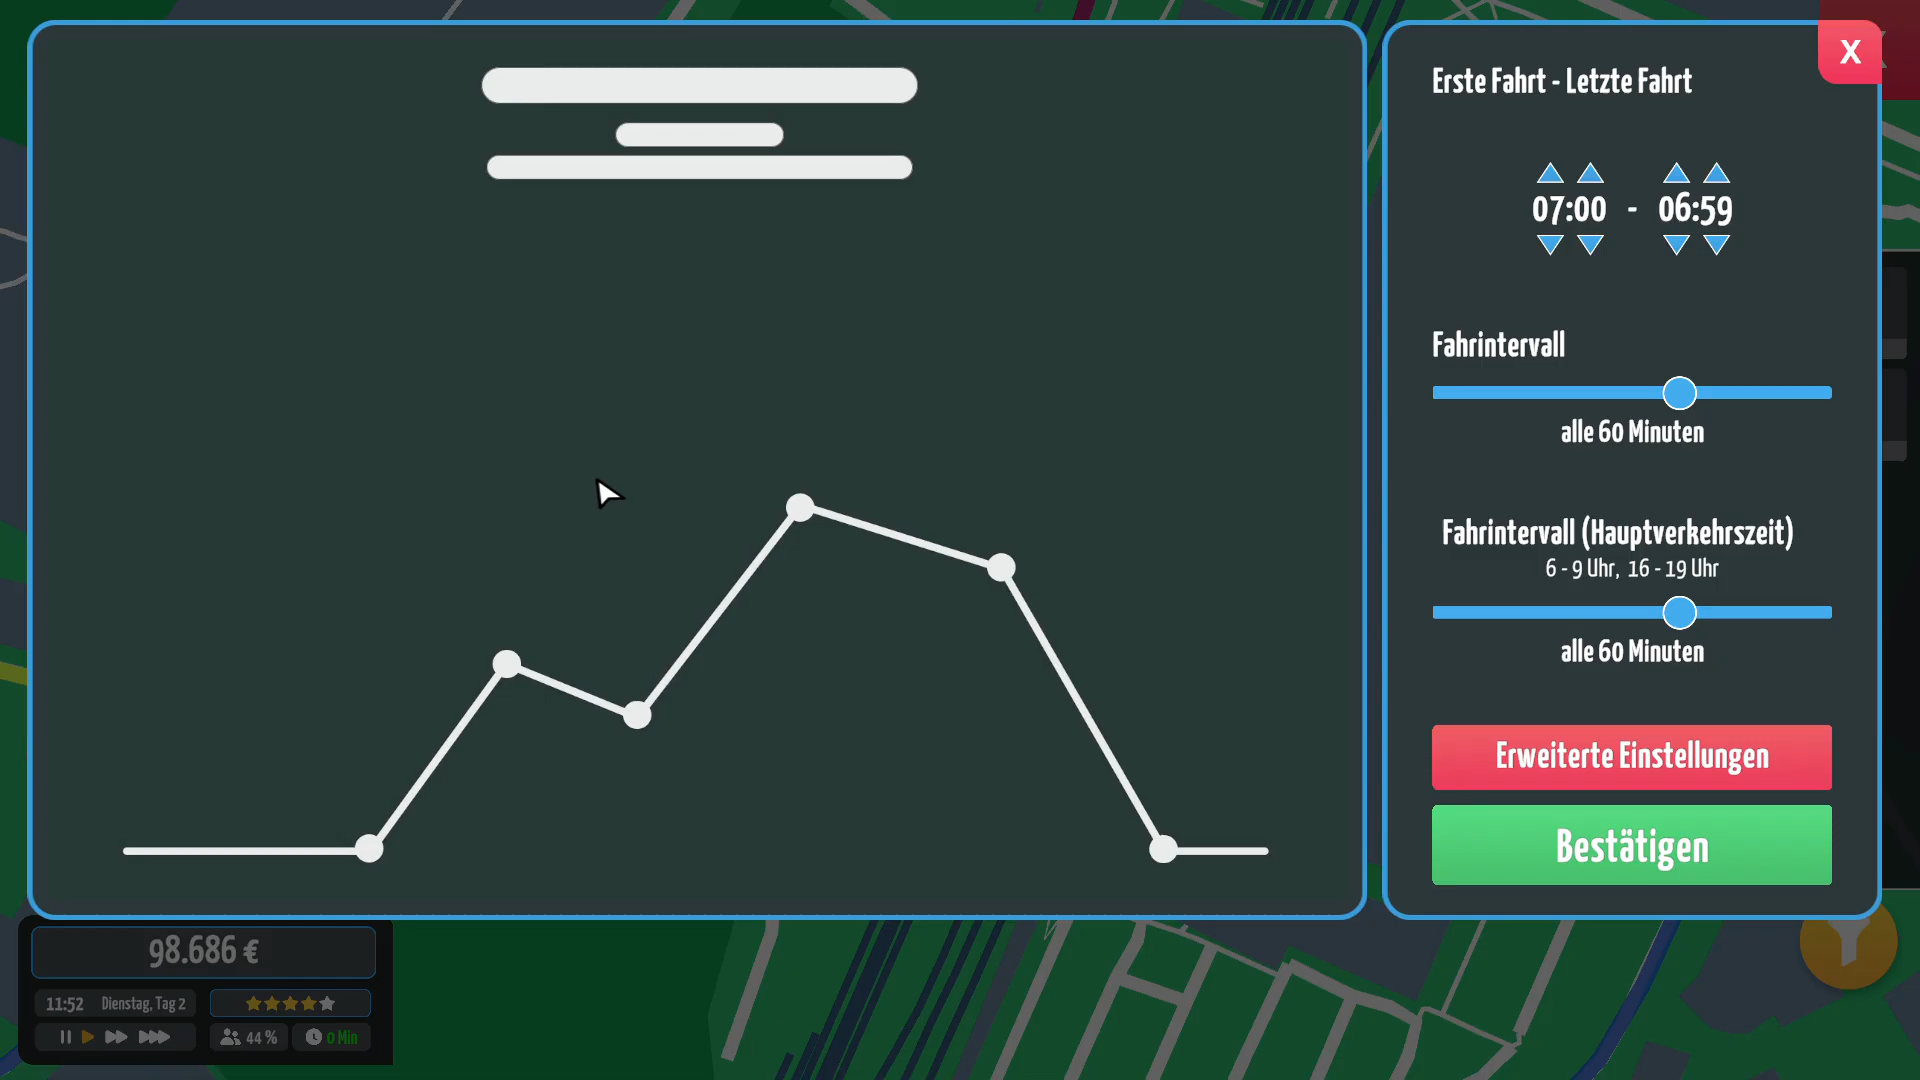 X
Erste Fahrt - Letzte Fahrt
07:00 - 06:59
Fahrintervall
alle 60 Minuten
Fahrintervall (Hauptverkehrszeit)
6 - 9 Uhr, 16 - 19 Uhr
alle 60 Minuten
Erweiterte Einstellungen
Bestätigen
98.686 €
11:52 Dienstag, Tag 2
44 % 0 Min